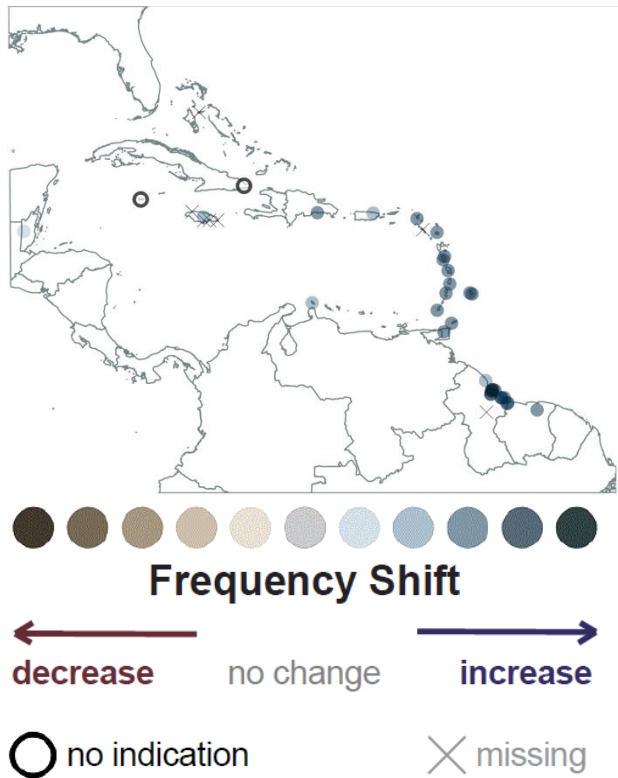 Frequency Shift
decrease no change increase
no indication missing